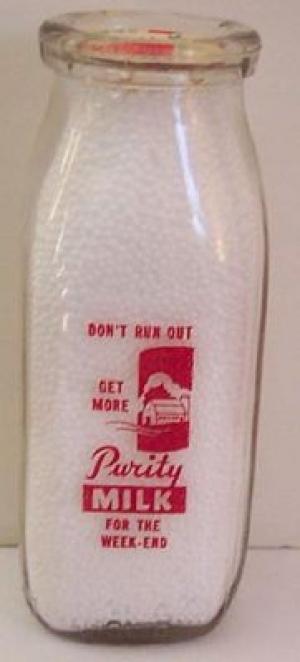 DON'T RUN OUT
GET
MORE
Purity
MILK
FOR THE
WEEK-END